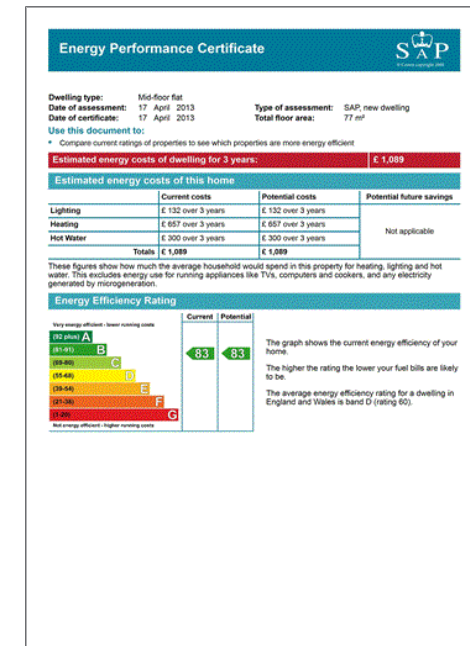 Energy Performance Certificate
SAP
© Crown copyright 2009
Dwelling type: Mid-floor flat
Date of assessment: 17 April 2013 Type of assessment: SAP, new dwelling
Date of certificate: 17 April 2013 Total floor area: 77 m²
Use this document to:
• Compare current ratings of properties to see which properties are more energy efficient
Estimated energy costs of dwelling for 3 years: £ 1,089
Estimated energy costs of this home
Current costs Potential costs Potential future savings
Lighting £ 132 over 3 years £ 132 over 3 years
Heating £ 657 over 3 years £ 657 over 3 years
Not applicable
Hot Water £ 300 over 3 years £ 300 over 3 years
Totals £ 1,089 £ 1,089
These figures show how much the average household would spend in this property for heating, lighting and hot
water. This excludes energy use for running appliances like TVs, computers and cookers, and any electricity
generated by microgeneration.
Energy Efficiency Rating
Current Potential
Very energy efficient - lower running costs
(92 plus) A
(81-91) B
(69-80) C
(55-68) D
(39-54) E
(21-38) F
(1-20) G
Not energy efficient - higher running costs
83 83
The graph shows the current energy efficiency of your
home.
The higher the rating the lower your fuel bills are likely
to be.
The average energy efficiency rating for a dwelling in
England and Wales is band D (rating 60).